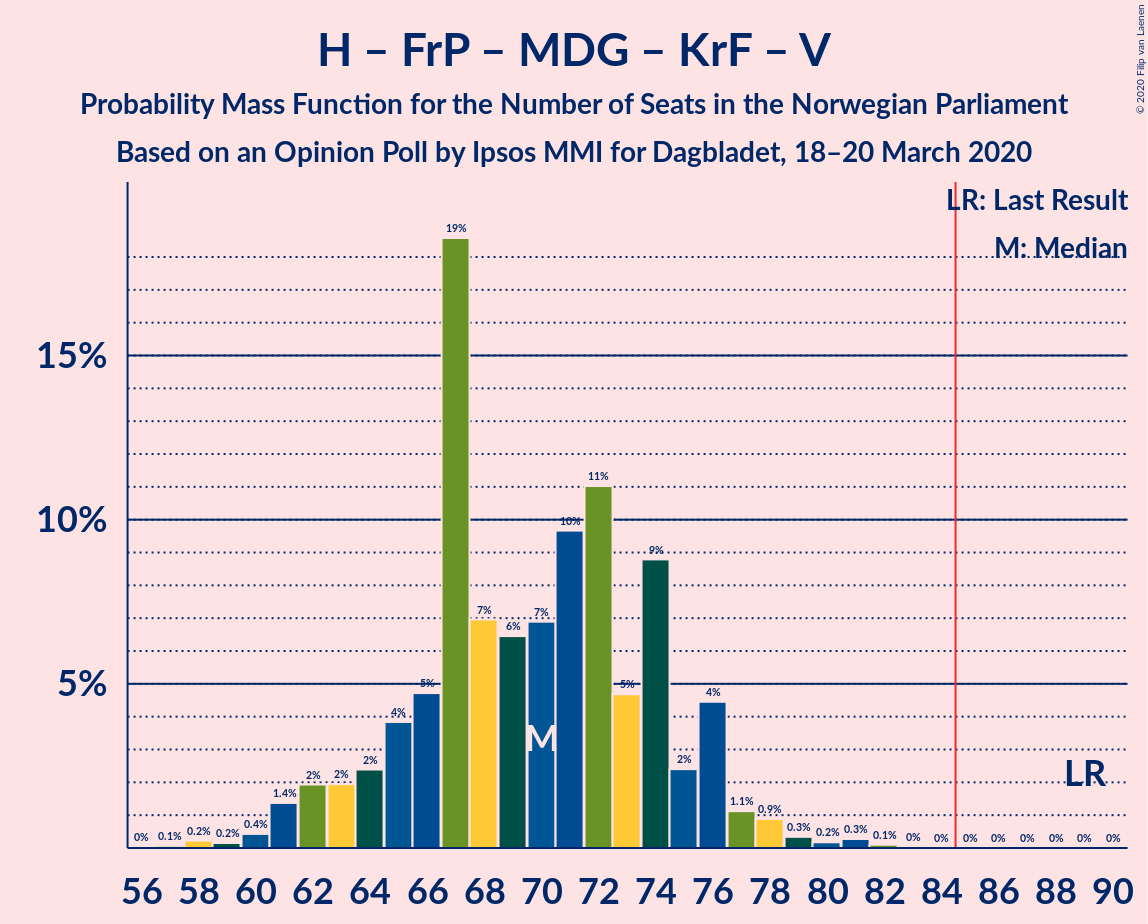 H – FrP – MDG – KrF – V
Probability Mass Function for the Number of Seats in the Norwegian Parliament
Based on an Opinion Poll by Ipsos MMI for Dagbladet, 18–20 March 2020
© 2020 Filip van Laenen
LR: Last Result
M: Median
15%
10%
5%
0% 0.1% 0.2% 0.2% 0.4% 1.4% 2% 2% 2% 4% 5% 19% 7% 6% 7% 10% 11% 5% 9% 2% 4% 1.1% 0.9% 0.3% 0.2% 0.3% 0.1% 0% 0% 0% 0% 0% 0% 0% 0%
M
LR
56 58 60 62 64 66 68 70 72 74 76 78 80 82 84 86 88 90